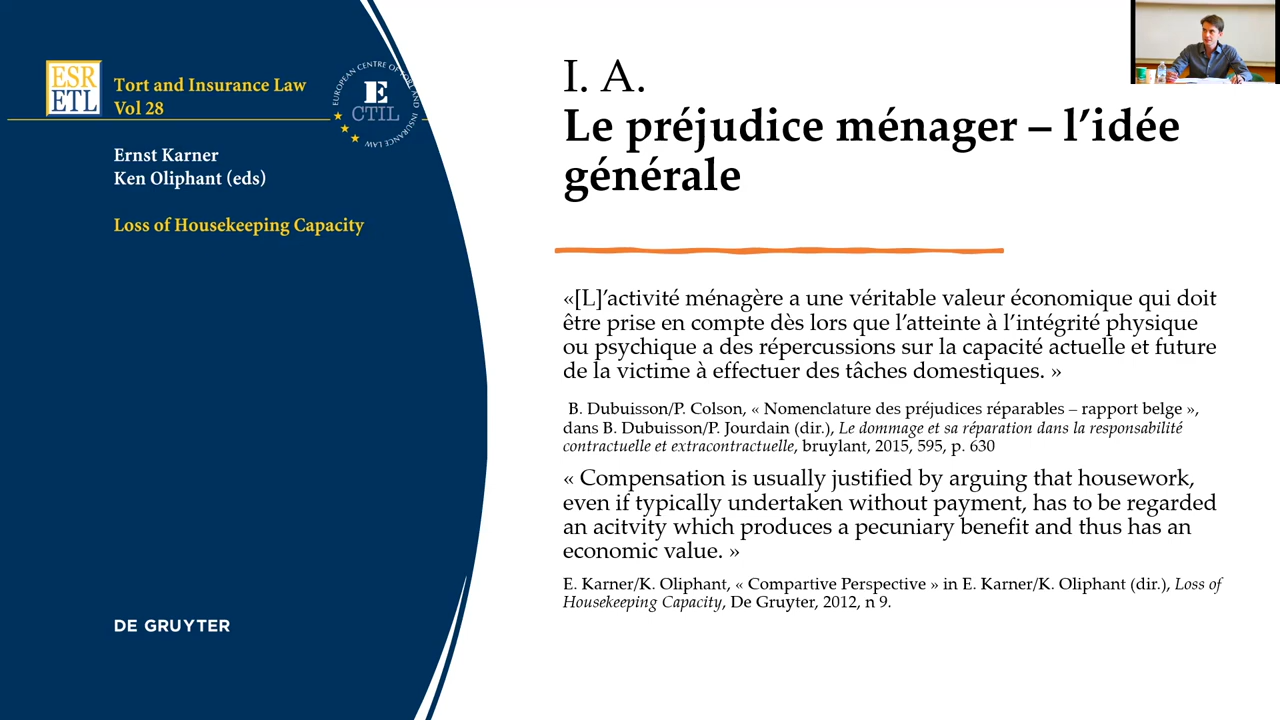 ESR
ETL
Tort and Insurance Law
Vol 28
EUROPEAN CENTRE OF TORT AND INSURANCE LAW
E
CTIL
Ernst Karner
Ken Oliphant (eds)
Loss of Housekeeping Capacity
DE GRUYTER
I. A.
Le préjudice ménager – l’idée
générale
«[L]’activité ménagère a une véritable valeur économique qui doit
être prise en compte dès lors que l’atteinte à l’intégrité physique
ou psychique a des répercussions sur la capacité actuelle et future
de la victime à effectuer des tâches domestiques. »
B. Dubuisson/P. Colson, « Nomenclature des préjudices réparables – rapport belge »,
dans B. Dubuisson/P. Jourdain (dir.), Le dommage et sa réparation dans la responsabilité
contractuelle et extracontractuelle, bruylant, 2015, 595, p. 630
« Compensation is usually justified by arguing that housework,
even if typically undertaken without payment, has to be regarded
an acitvity which produces a pecuniary benefit and thus has an
economic value. »
E. Karner/K. Oliphant, « Compartive Perspective » in E. Karner/K. Oliphant (dir.), Loss of
Housekeeping Capacity, De Gruyter, 2012, n 9.